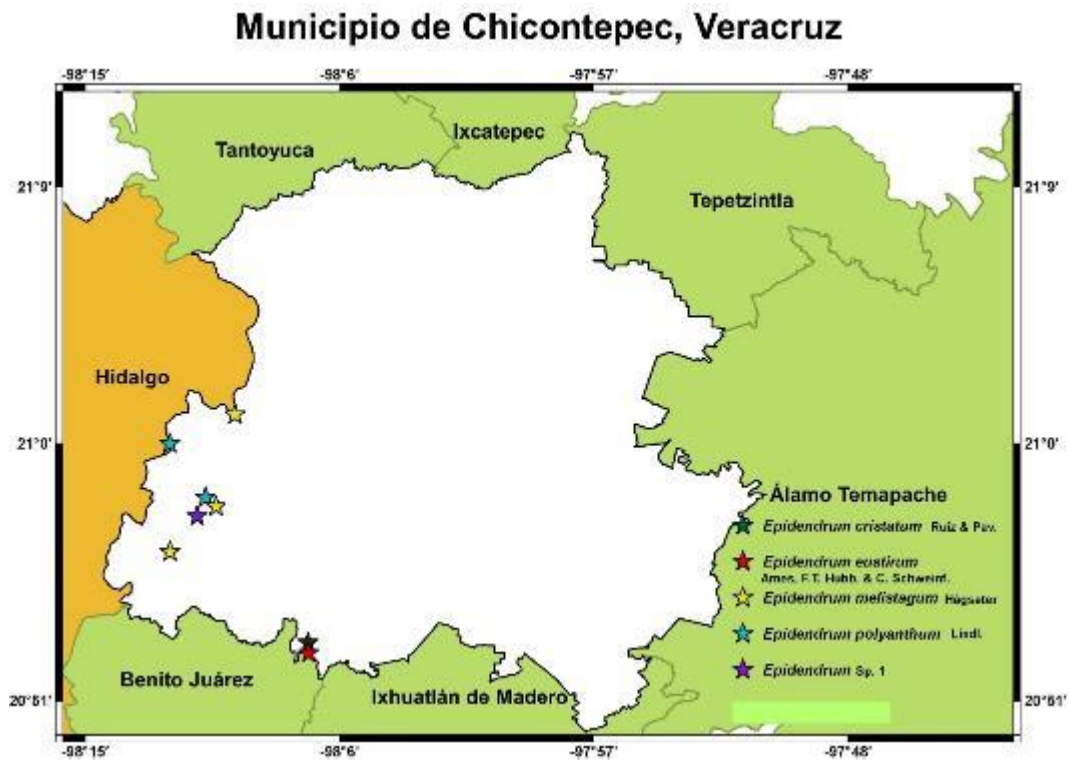 Municipio de Chicontepec, Veracruz
-98°15' -98°6' -97°57' -97°48'
Ixcatepec
Tantoyuca
21°9' 21°9'
Tepetzintla
Hidalgo
21°0' 21°0'
Álamo Temapache
Epidendrum cristatum Ruiz & Pav.
Epidendrum eustirum
Ames, F.T. Hubb. & C. Schweinf.
Epidendrum melistagum Hágsater
Epidendrum polyanthum Lindl.
Epidendrum Sp. 1
Benito Juárez
Ixhuatlán de Madero
20°51' 20°51'
-98°15' -98°6' -97°57' -97°48'